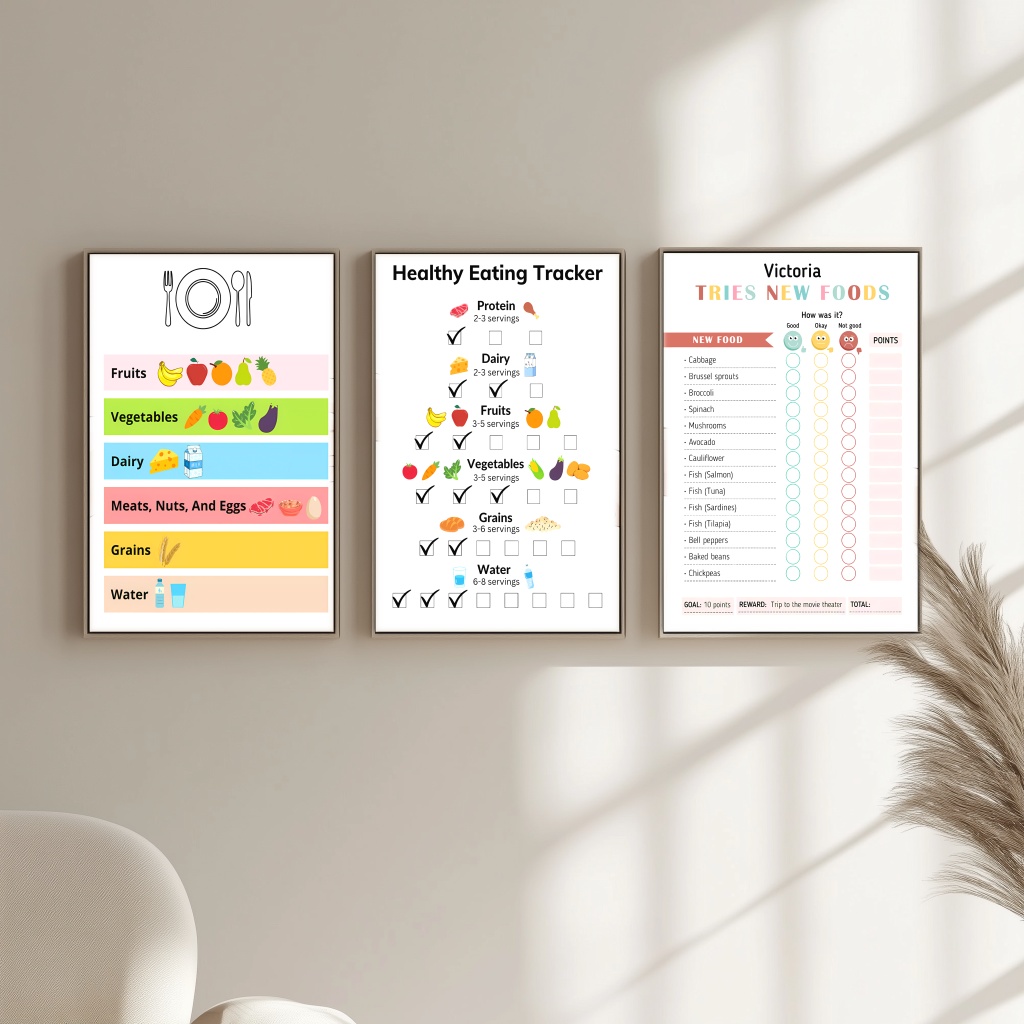 Fruits
Vegetables
Dairy
Meats, Nuts, And Eggs
Grains
Water
Healthy Eating Tracker
Protein
2-3 servings
Dairy
2-3 servings
Fruits
3-5 servings
Vegetables
3-5 servings
Grains
3-6 servings
Water
6-8 servings
Victoria
TRIES NEW FOODS
How was it?
Good Okay Not good
NEW FOOD POINTS
• Cabbage
• Brussel sprouts
• Broccoli
• Spinach
• Mushrooms
• Avocado
• Cauliflower
• Fish (Salmon)
• Fish (Tuna)
• Fish (Sardines)
• Fish (Tilapia)
• Bell peppers
• Baked beans
• Chickpeas
GOAL: 10 points REWARD: Trip to the movie theater TOTAL: